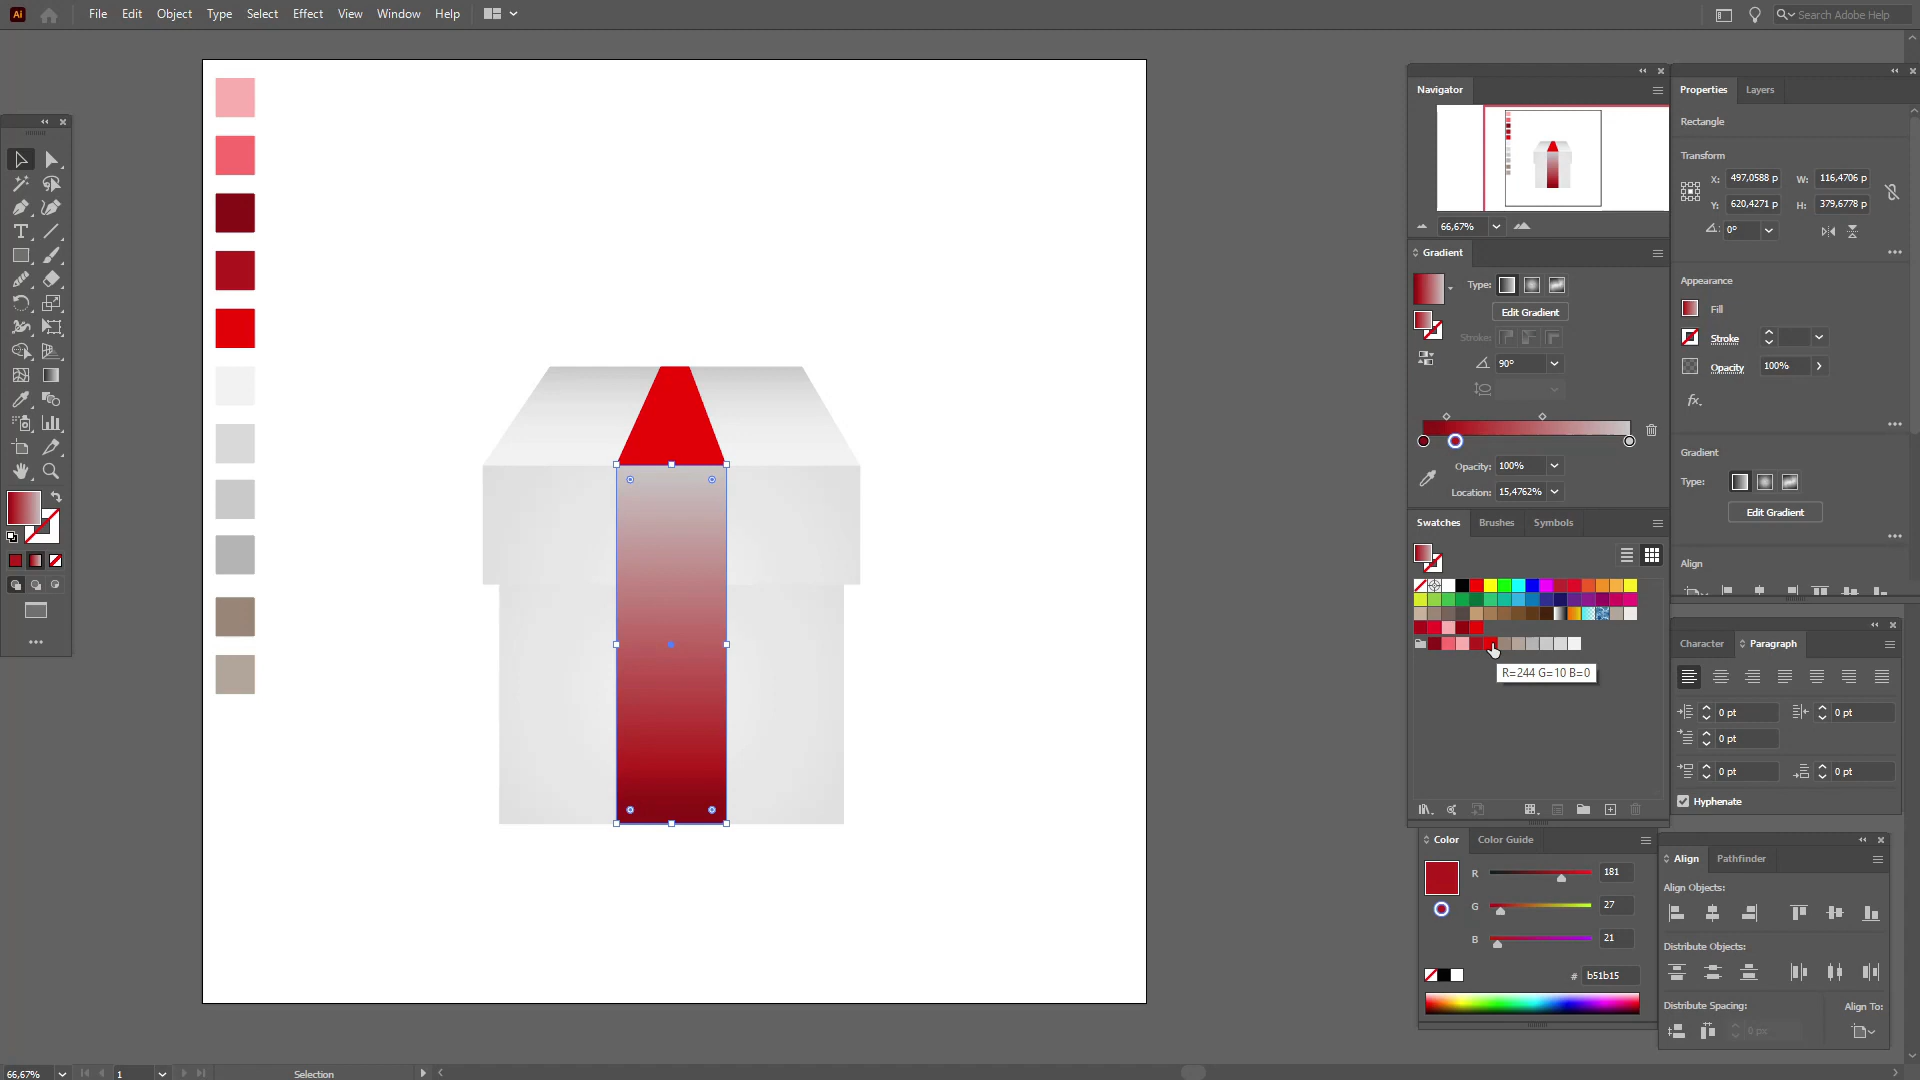 Ai File Edit Object Type Select Effect View Window Help
Search Adobe Help
Navigator
66,67%
Gradient
Type:
Edit Gradient
Stroke:
90°
Opacity: 100%
Location: 15,4762%
Swatches Brushes Symbols
R=244 G=10 B=0
Color Color Guide
R 181
G 27
B 21
# b51b15
Properties Layers
Rectangle
Transform
X: 497,0588 p W: 116,4706 p
Y: 620,4271 p H: 379,6778 p
0°
Appearance
Fill
Stroke
Opacity 100%
fx.
Gradient
Type:
Edit Gradient
Align
Character Paragraph
0 pt 0 pt
0 pt
0 pt 0 pt
Hyphenate
Align Pathfinder
Align Objects:
Distribute Objects:
Distribute Spacing: Align To:
0 px
66,67% 1 Selection